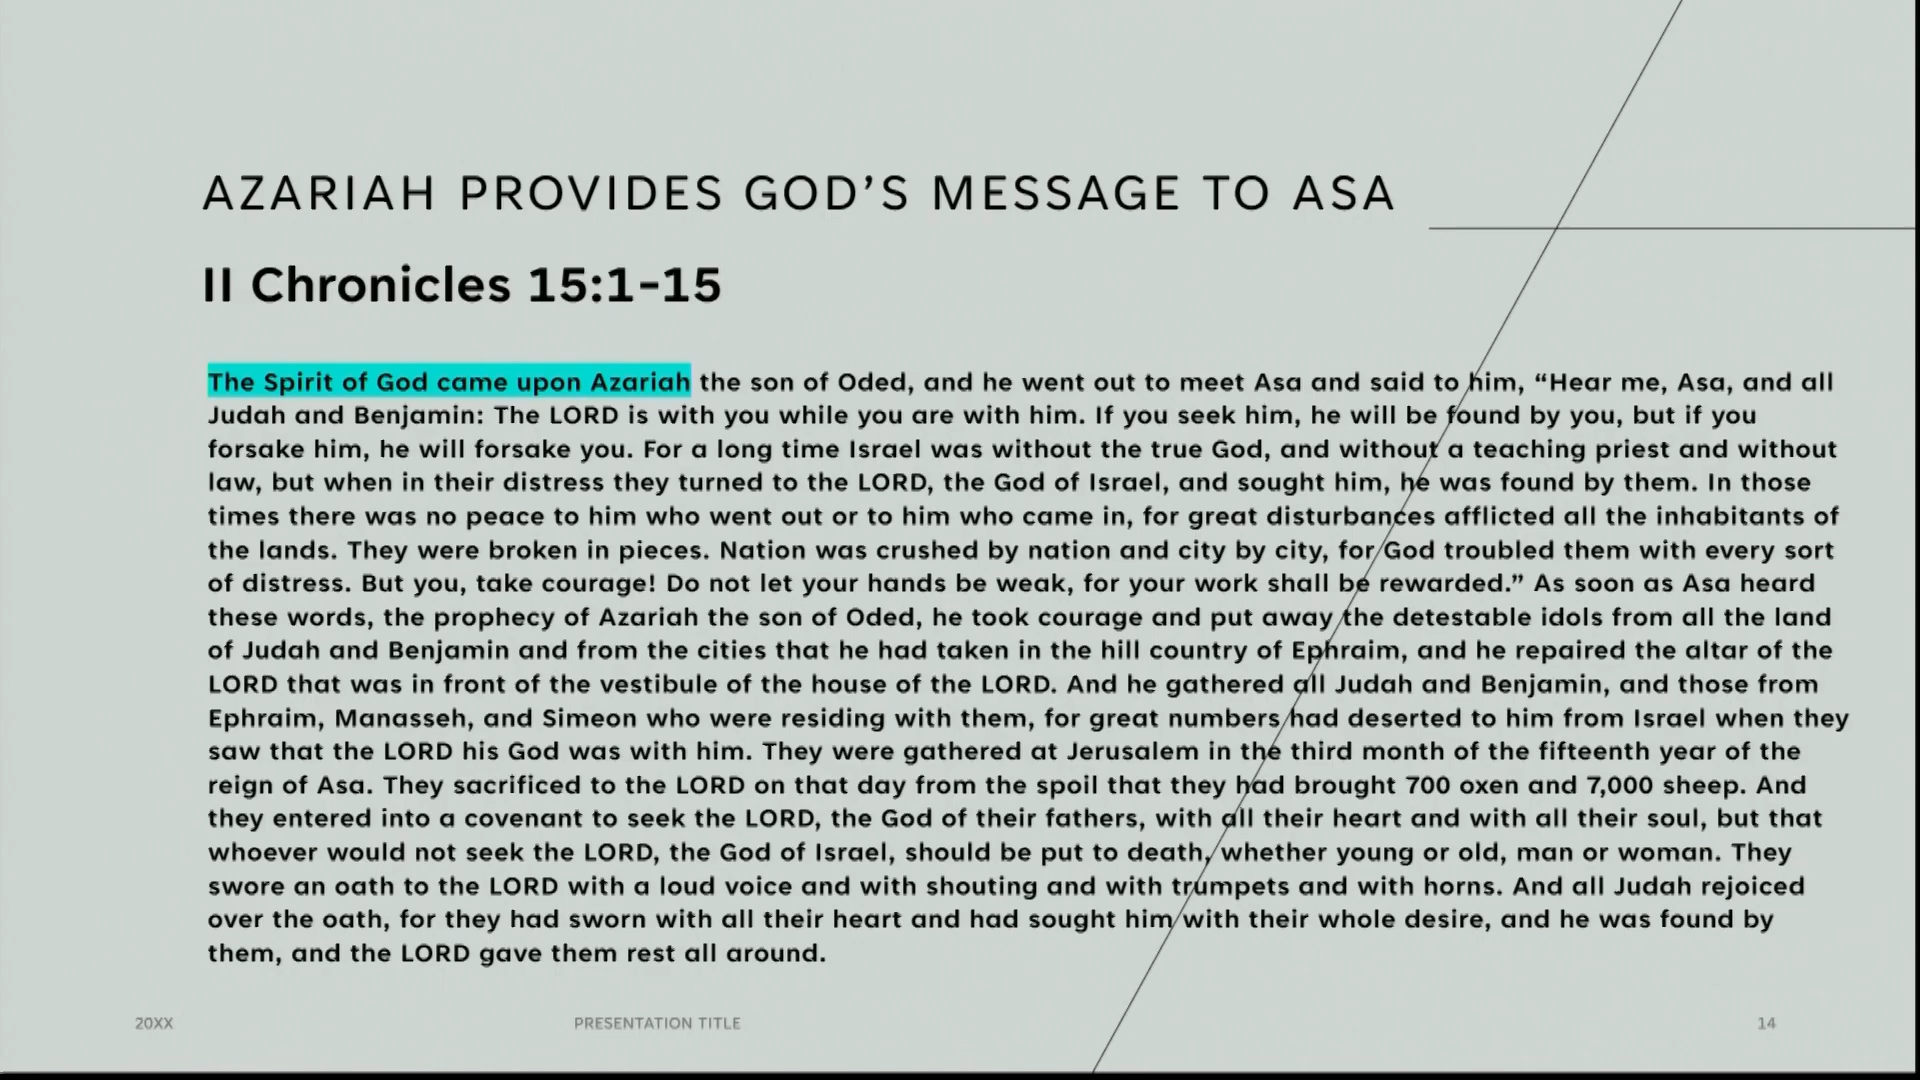 AZARIAH PROVIDES GOD’S MESSAGE TO ASA
II Chronicles 15:1-15
The Spirit of God came upon Azariah the son of Oded, and he went out to meet Asa and said to him, “Hear me, Asa, and all
Judah and Benjamin: The LORD is with you while you are with him. If you seek him, he will be found by you, but if you
forsake him, he will forsake you. For a long time Israel was without the true God, and without a teaching priest and without
law, but when in their distress they turned to the LORD, the God of Israel, and sought him, he was found by them. In those
times there was no peace to him who went out or to him who came in, for great disturbances afflicted all the inhabitants of
the lands. They were broken in pieces. Nation was crushed by nation and city by city, for God troubled them with every sort
of distress. But you, take courage! Do not let your hands be weak, for your work shall be rewarded.” As soon as Asa heard
these words, the prophecy of Azariah the son of Oded, he took courage and put away the detestable idols from all the land
of Judah and Benjamin and from the cities that he had taken in the hill country of Ephraim, and he repaired the altar of the
LORD that was in front of the vestibule of the house of the LORD. And he gathered all Judah and Benjamin, and those from
Ephraim, Manasseh, and Simeon who were residing with them, for great numbers had deserted to him from Israel when they
saw that the LORD his God was with him. They were gathered at Jerusalem in the third month of the fifteenth year of the
reign of Asa. They sacrificed to the LORD on that day from the spoil that they had brought 700 oxen and 7,000 sheep. And
they entered into a covenant to seek the LORD, the God of their fathers, with all their heart and with all their soul, but that
whoever would not seek the LORD, the God of Israel, should be put to death, whether young or old, man or woman. They
swore an oath to the LORD with a loud voice and with shouting and with trumpets and with horns. And all Judah rejoiced
over the oath, for they had sworn with all their heart and had sought him with their whole desire, and he was found by
them, and the LORD gave them rest all around.
20XX
PRESENTATION TITLE
14